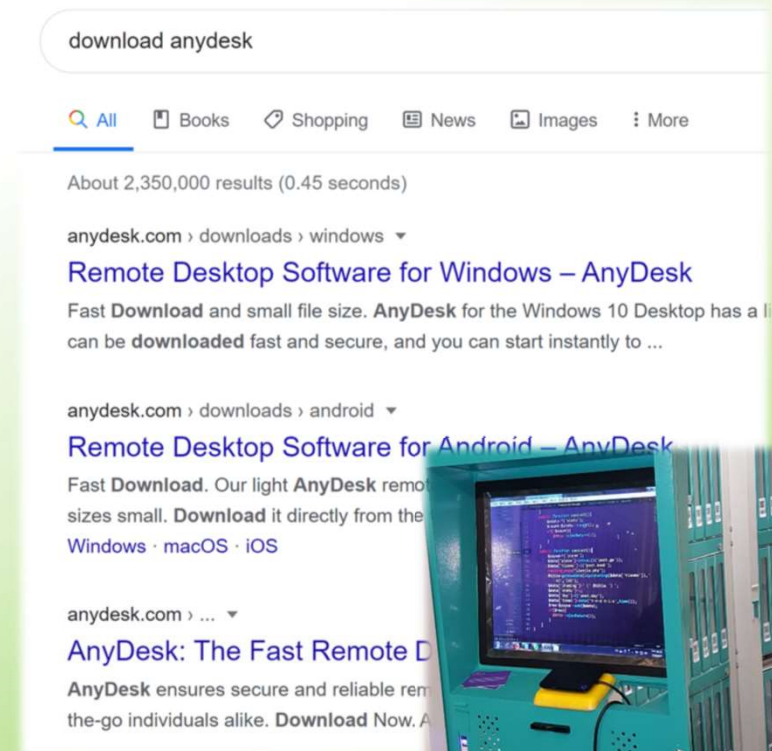 download anydesk
All Books Shopping News Images More
About 2,350,000 results (0.45 seconds)
anydesk.com › downloads › windows
Remote Desktop Software for Windows – AnyDesk
Fast Download and small file size. AnyDesk for the Windows 10 Desktop has a
can be downloaded fast and secure, and you can start instantly to ...
anydesk.com › downloads › android
Remote Desktop Software for Android – AnyDesk
Fast Download. Our light AnyDesk
sizes small. Download it directly from the
Windows · macOS · iOS
anydesk.com › ...
AnyDesk: The Fast Remote
AnyDesk ensures secure and reliable
the-go individuals alike. Download Now.